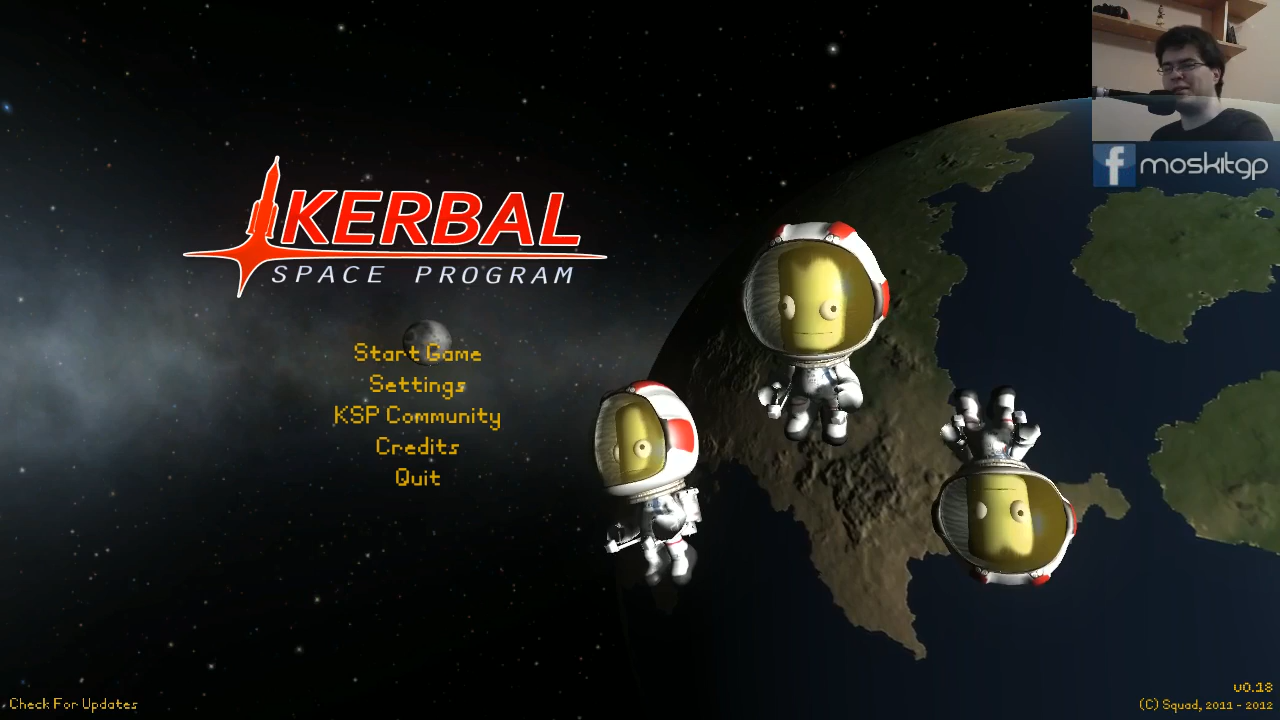 KERBAL
SPACE PROGRAM
Start Game
Settings
KSP Community
Credits
Quit
f moskitgp
Check For Updates
v0.18
(C) Squad, 2011 - 2012